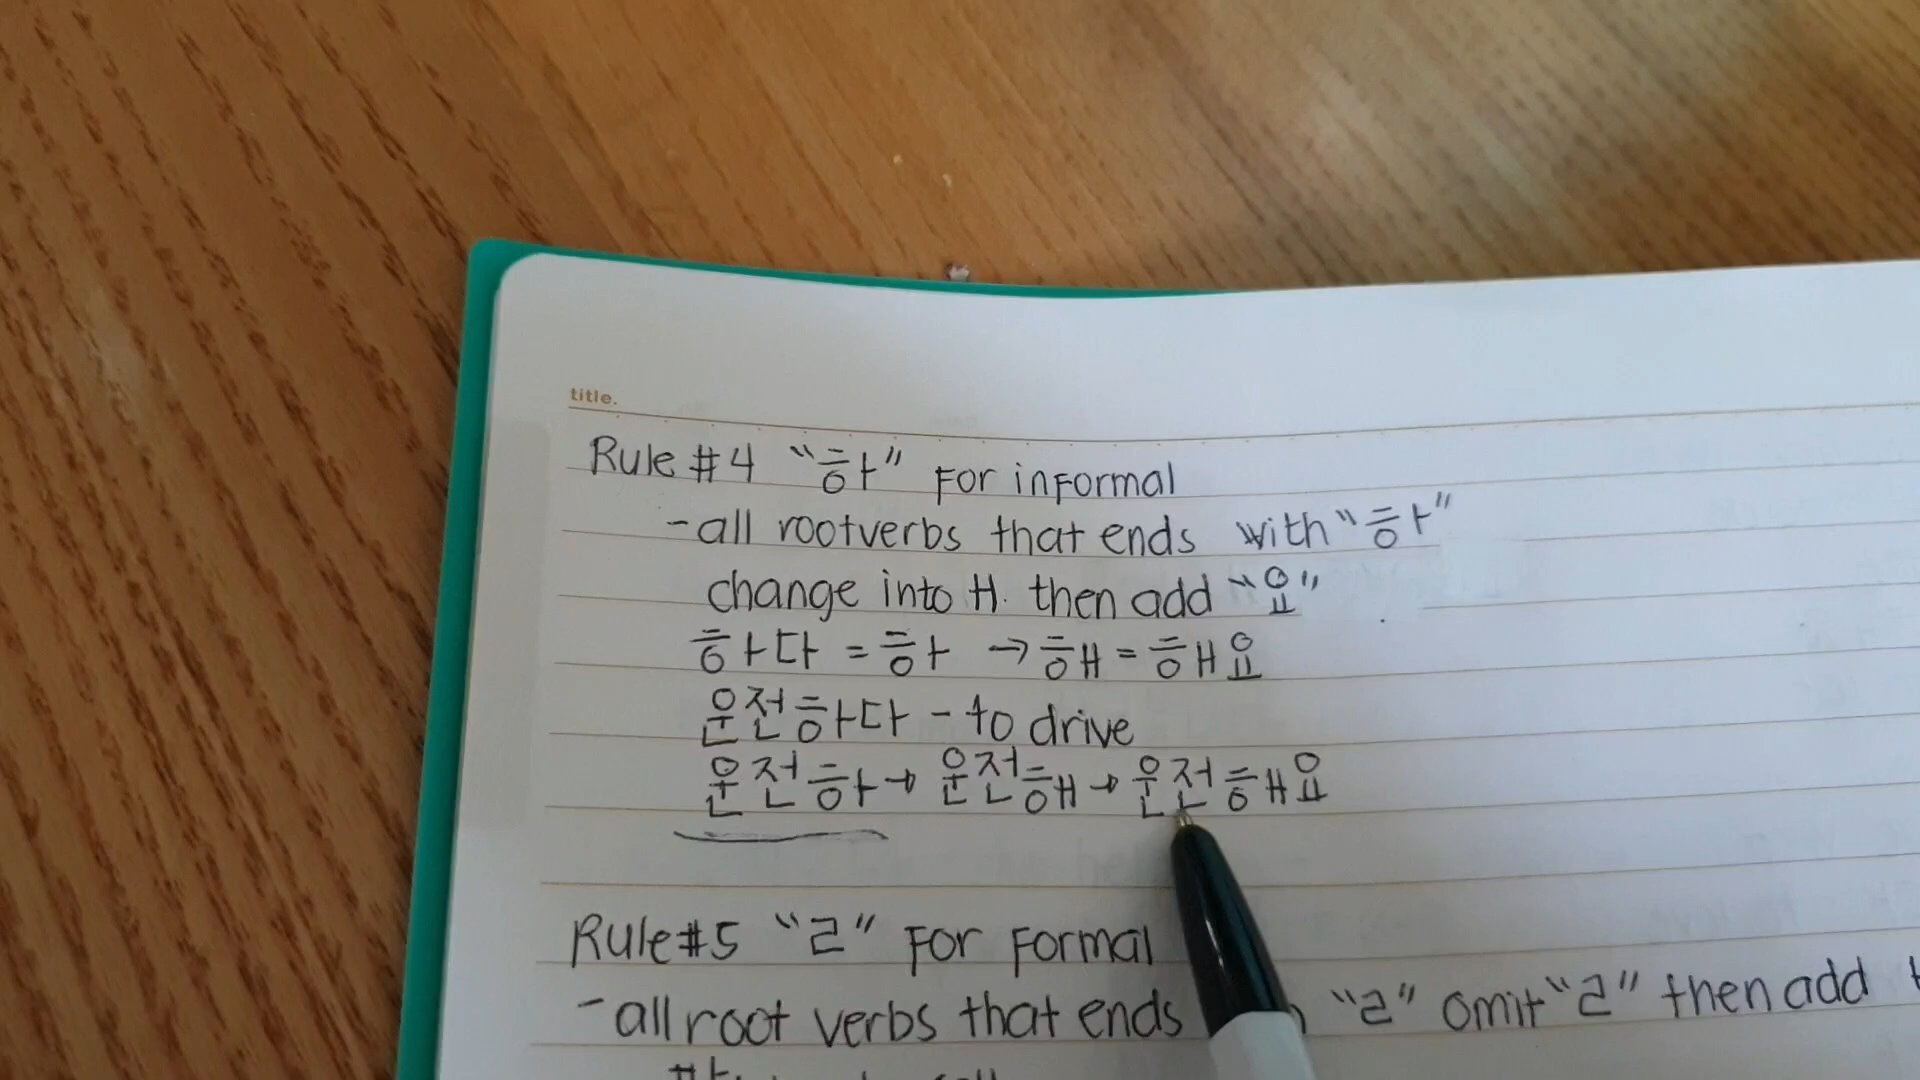 title.
Rule #4 "하" For informal
- all rootverbs that ends with "하"
change into ㅐ. then add "요"
하다 = 하 → 해 = 해요
운전하다 - to drive
운전하 → 운전해 → 운전해요
Rule #5 "ㄹ" For Formal
- all root verbs that ends "ㄹ" omit "ㄹ" then add